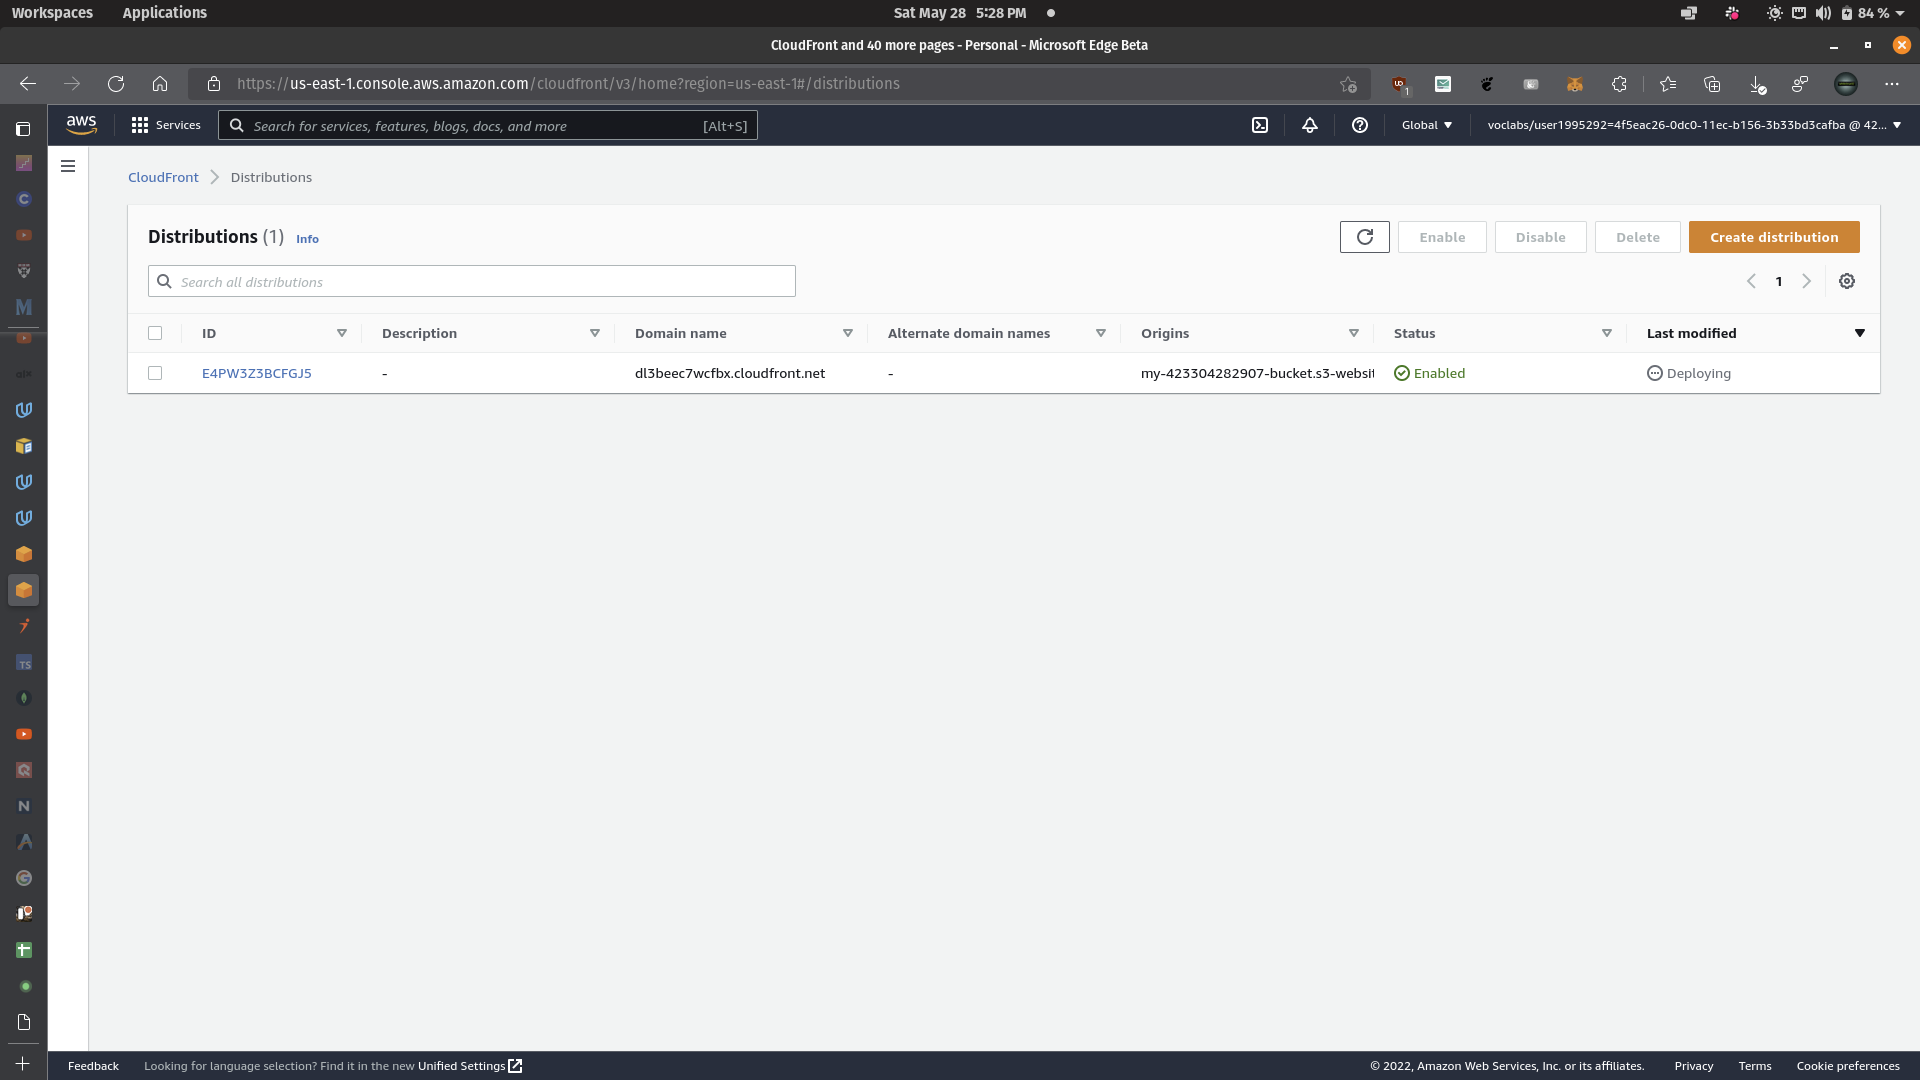 Workspaces Applications Sat May 28 5:28 PM 84 %
CloudFront and 40 more pages - Personal - Microsoft Edge Beta
https://us-east-1.console.aws.amazon.com/cloudfront/v3/home?region=us-east-1#/distributions 1
aws Services Search for services, features, blogs, docs, and more [Alt+S] Global voclabs/user1995292=4f5eac26-0dc0-11ec-b156-3b33bd3cafba @ 42...
CloudFront Distributions
Distributions (1) Info Enable Disable Delete Create distribution
Search all distributions 1
ID Description Domain name Alternate domain names Origins Status Last modified
E4PW3Z3BCFGJ5 - dl3beec7wcfbx.cloudfront.net - my-423304282907-bucket.s3-websit Enabled Deploying
Feedback Looking for language selection? Find it in the new Unified Settings © 2022, Amazon Web Services, Inc. or its affiliates. Privacy Terms Cookie preferences